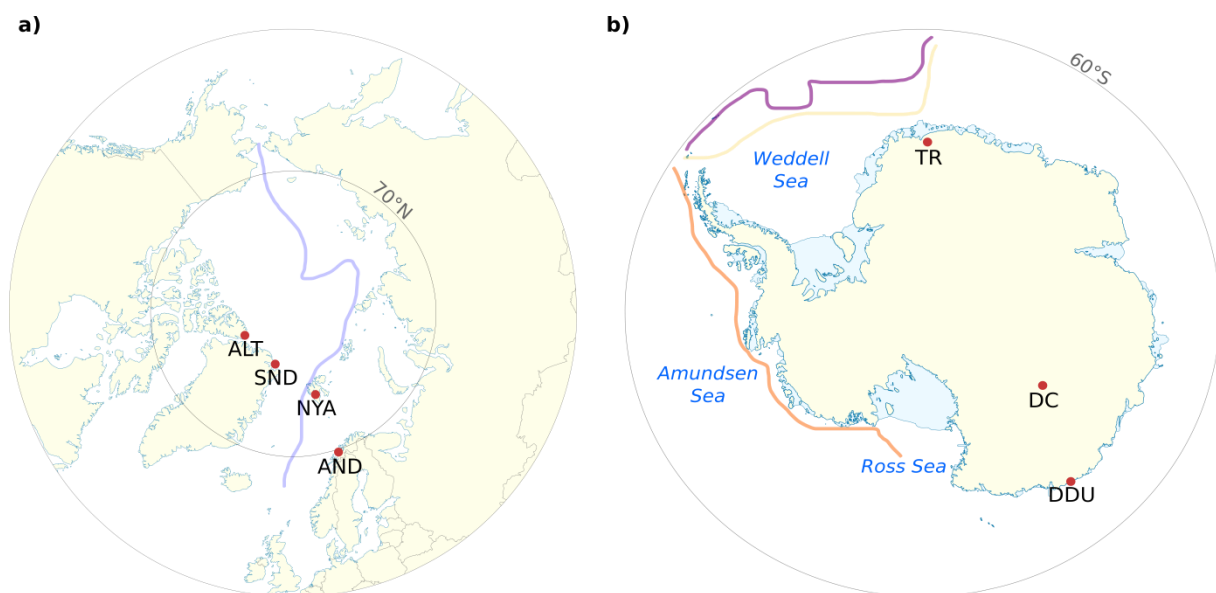 a)
70°N
ALT
SND
NYA
AND
b)
60°S
TR
Weddell
Sea
Amundsen
Sea
DC
Ross Sea
DDU